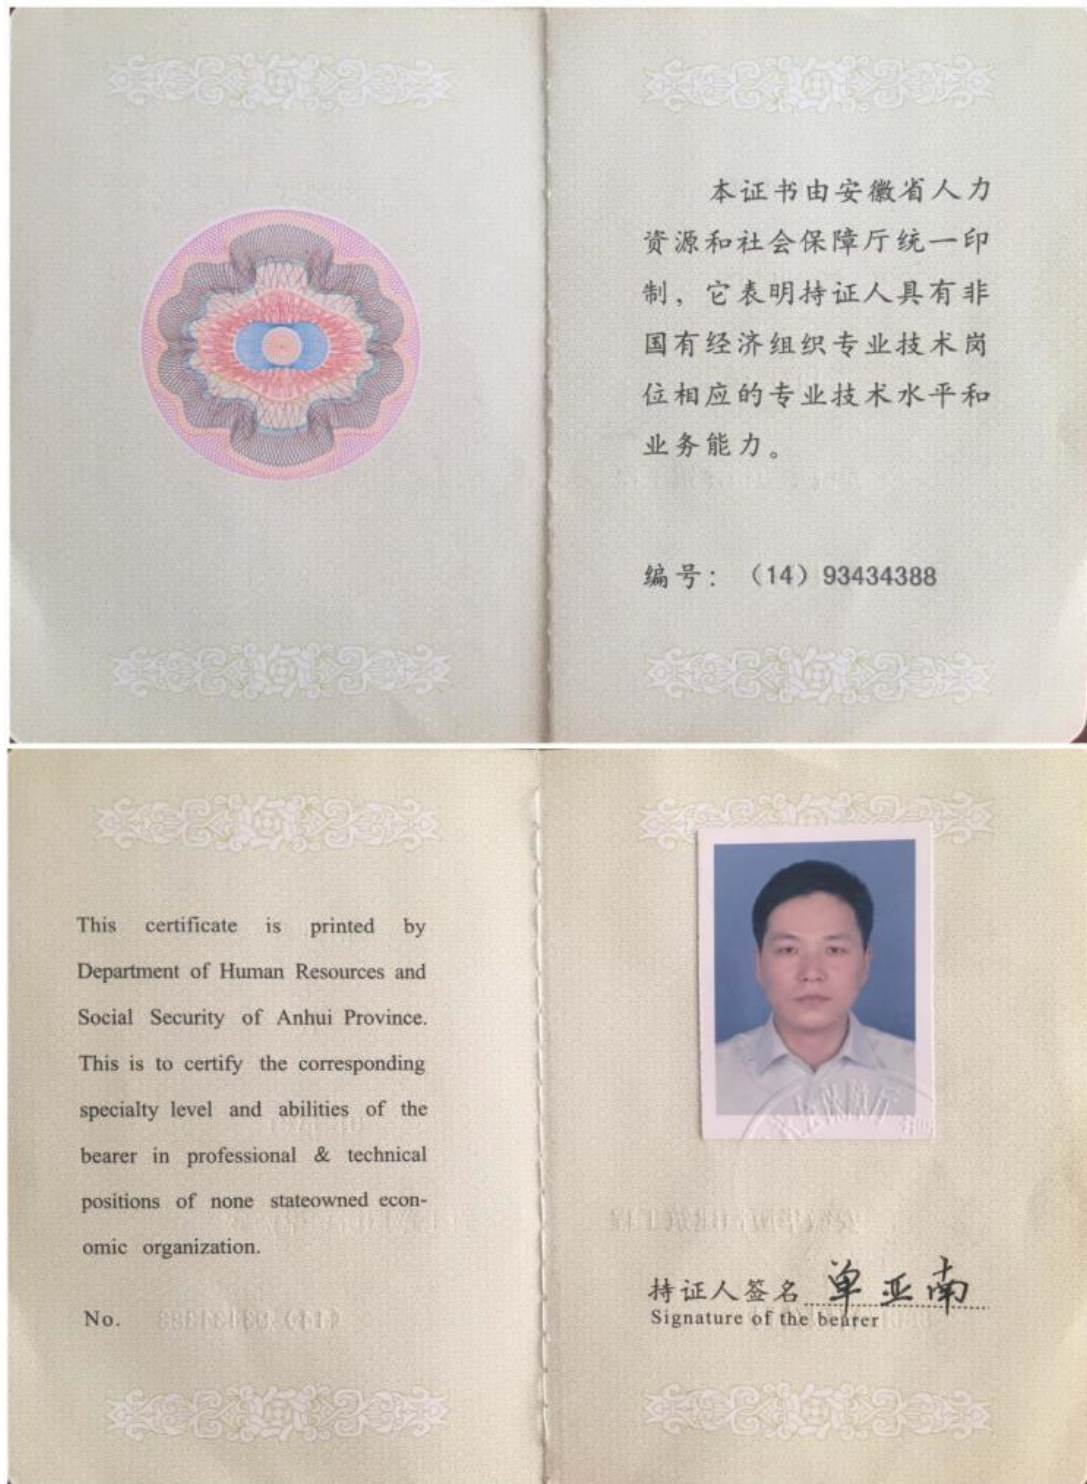 本证书由安徽省人力
资源和社会保障厅统一印
制，它表明持证人具有非
国有经济组织专业技术岗
位相应的专业技术水平和
业务能力。
编号：（14）93434388
This certificate is printed by
Department of Human Resources and
Social Security of Anhui Province.
This is to certify the corresponding
specialty level and abilities of the
bearer in professional & technical
positions of none stateowned econ-
omic organization.
No.
持证人签名 单亚南
Signature of the bearer